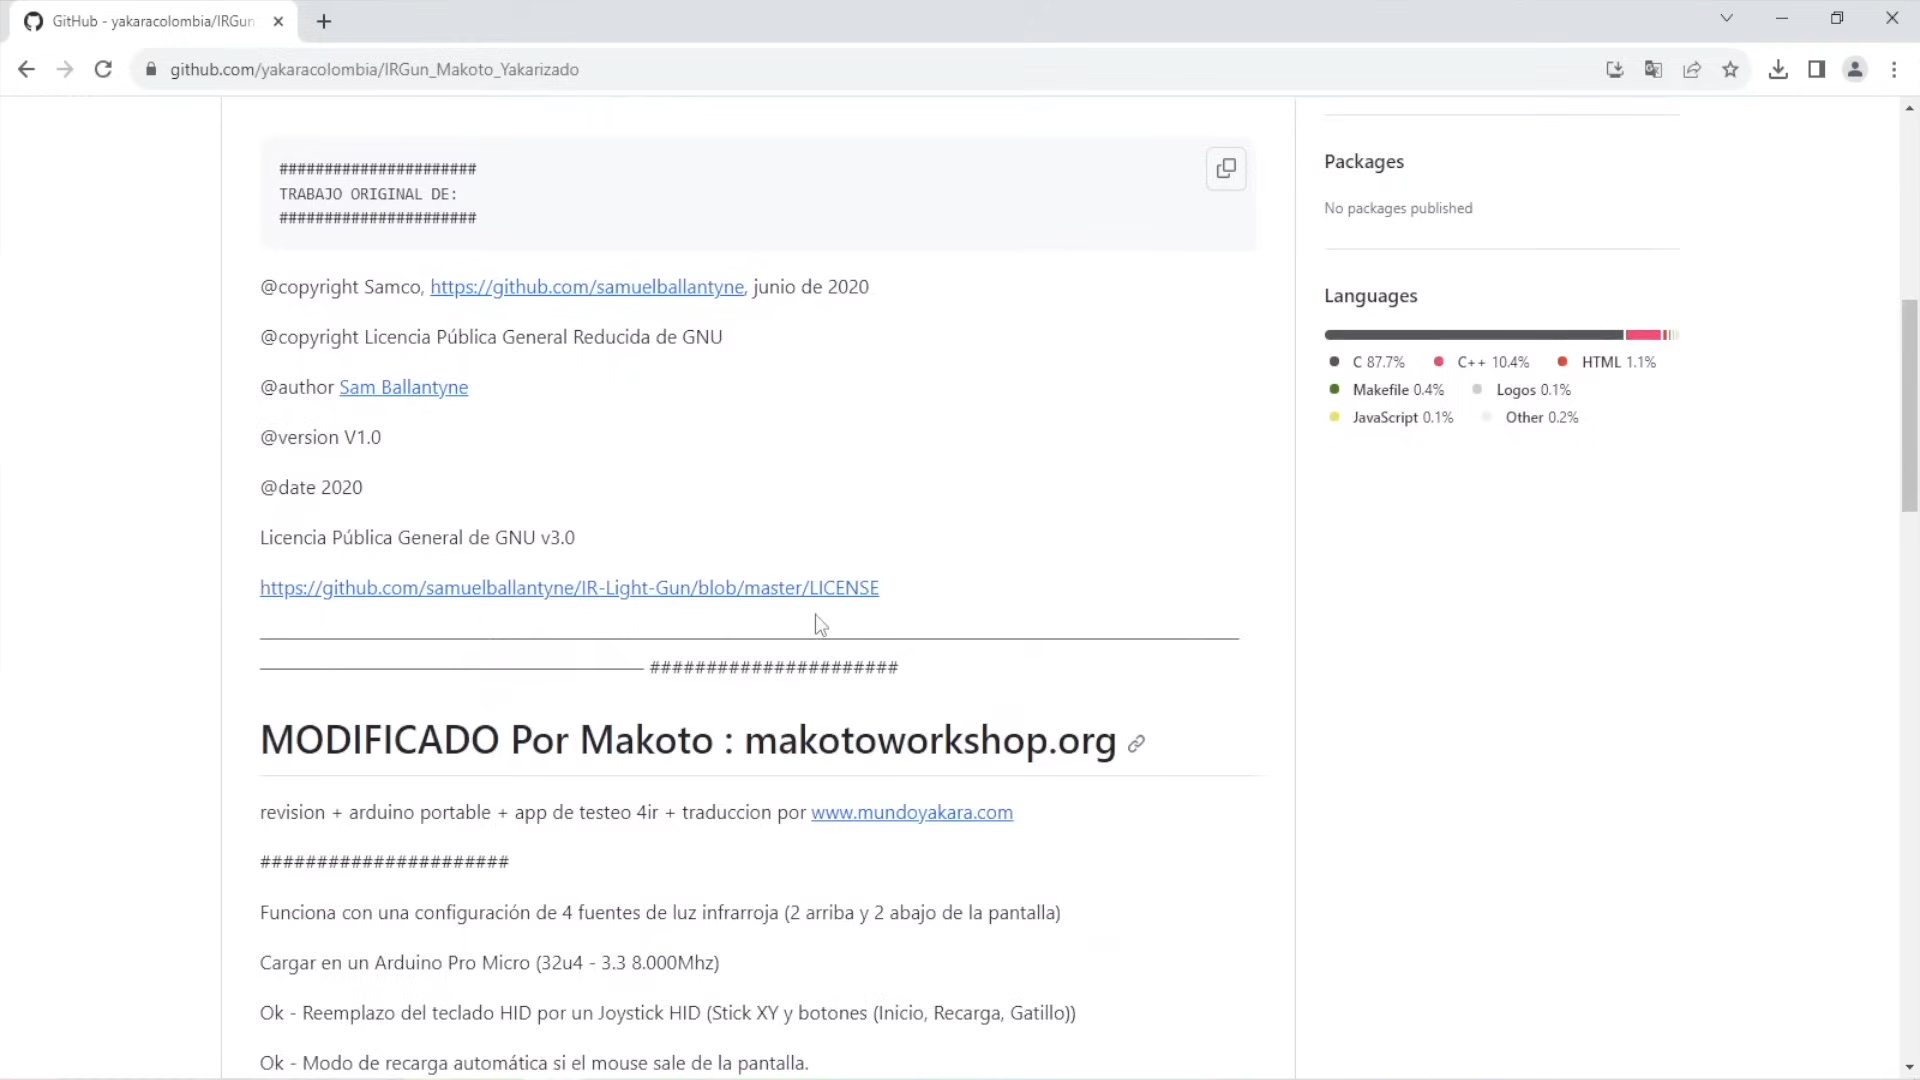 GitHub - yakaracolombia/IRGun
github.com/yakaracolombia/IRGun_Makoto_Yakarizado
######################
TRABAJO ORIGINAL DE:
######################
@copyright Samco, https://github.com/samuelballantyne, junio de 2020
@copyright Licencia Pública General Reducida de GNU
@author Sam Ballantyne
@version V1.0
@date 2020
Licencia Pública General de GNU v3.0
https://github.com/samuelballantyne/IR-Light-Gun/blob/master/LICENSE
######################
MODIFICADO Por Makoto : makotoworkshop.org
revision + arduino portable + app de testeo 4ir + traduccion por www.mundoyakara.com
######################
Funciona con una configuración de 4 fuentes de luz infrarroja (2 arriba y 2 abajo de la pantalla)
Cargar en un Arduino Pro Micro (32u4 - 3.3 8.000Mhz)
Ok - Reemplazo del teclado HID por un Joystick HID (Stick XY y botones (Inicio, Recarga, Gatillo))
Ok - Modo de recarga automática si el mouse sale de la pantalla.
Packages
No packages published
Languages
C 87.7% C++ 10.4% HTML 1.1%
Makefile 0.4% Logos 0.1%
JavaScript 0.1% Other 0.2%